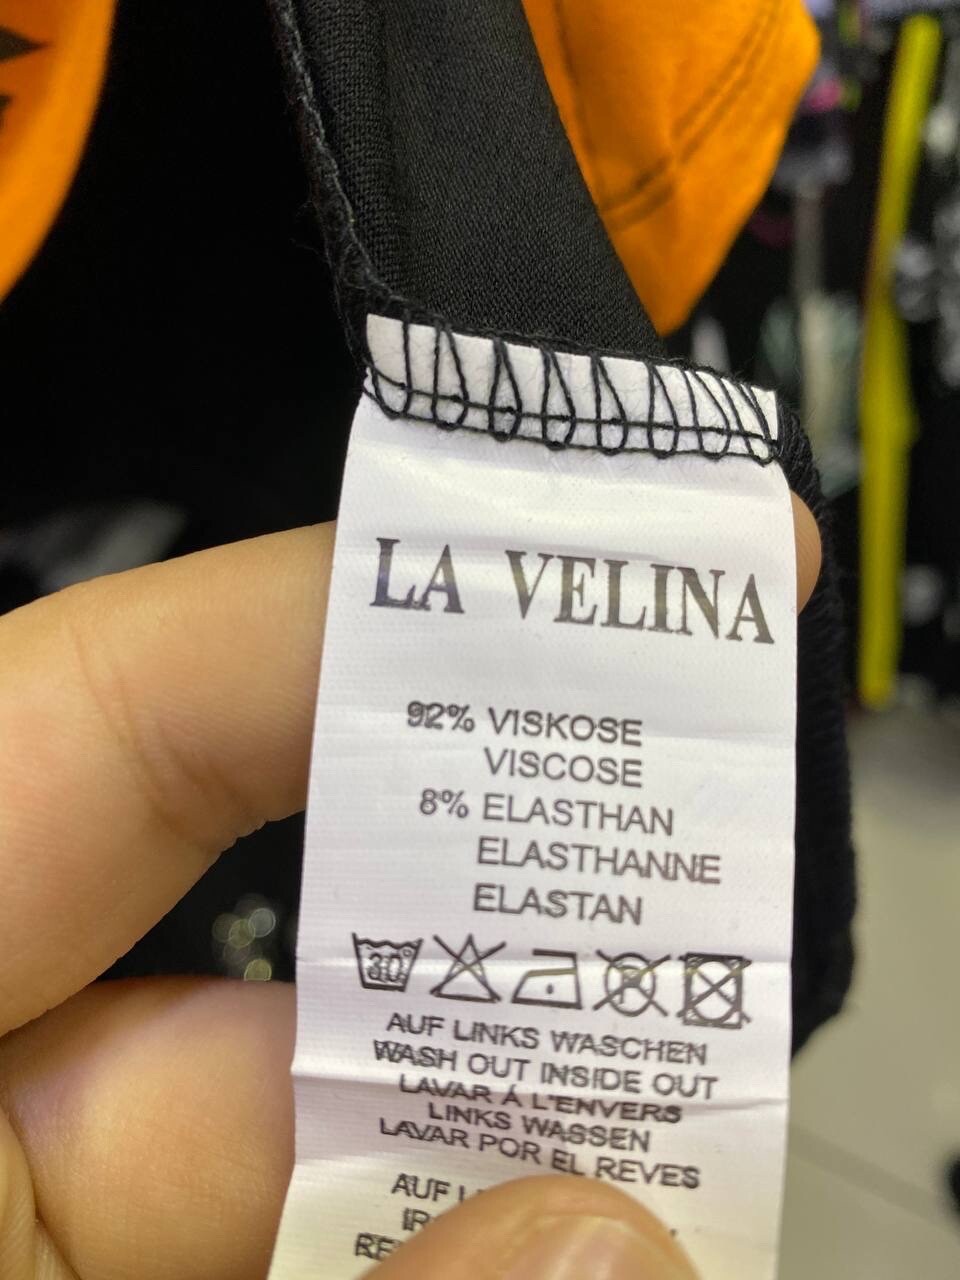 LA VELINA
92% VISKOSE
VISCOSE
8% ELASTHAN
ELASTHANNE
ELASTAN
30° P
AUF LINKS WASCHEN
WASH OUT INSIDE OUT
LAVAR Á L'ENVERS
LINKS WASSEN
LAVAR POR EL REVES
AUF